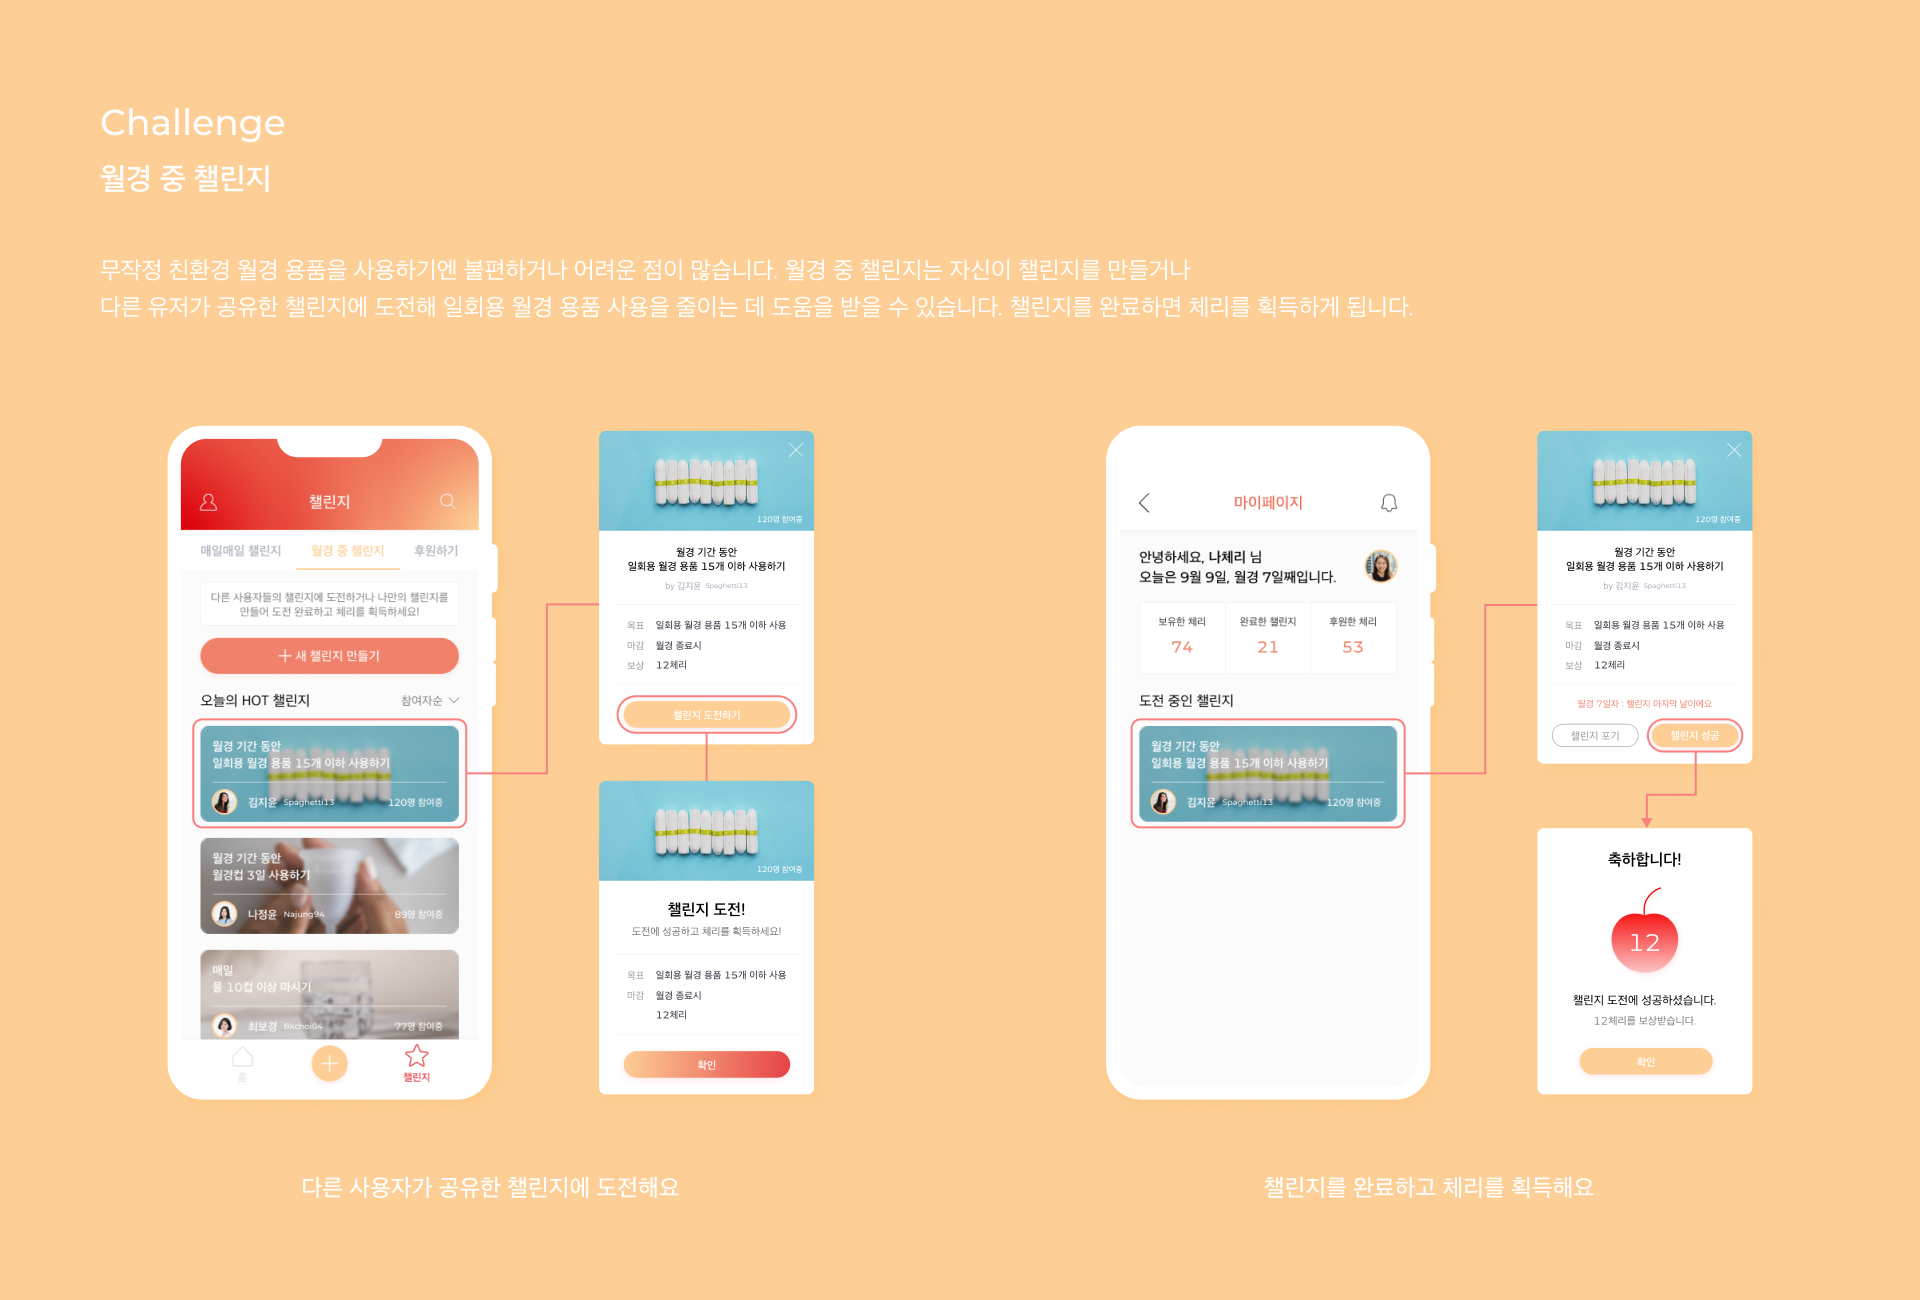 Challenge
월경 중 챌린지
무작정 친환경 월경 용품을 사용하기엔 불편하거나 어려운 점이 많습니다. 월경 중 챌린지는 자신이 챌린지를 만들거나
다른 유저가 공유한 챌린지에 도전해 일회용 월경 용품 사용을 줄이는 데 도움을 받을 수 있습니다. 챌린지를 완료하면 체리를 획득하게 됩니다.
챌린지
매일매일 챌린지 월경 중 챌린지 후원하기
다른 사용자들의 챌린지에 도전하거나 나만의 챌린지를
만들어 도전 완료하고 체리를 획득하세요!
새 챌린지 만들기
오늘의 HOT 챌린지 참여자순
월경 기간 동안
일회용 월경 용품 15개 이하 사용하기
김지윤 Spaghetti13 120명 참여중
월경 기간 동안
월경컵 3일 사용하기
나정윤 Najung94 89명 참여중
매일
물 10컵 이상 마시기
최보경 Bkchoi04 77명 참여중
홈 챌린지
120명 참여중
월경 기간 동안
일회용 월경 용품 15개 이하 사용하기
by 김지윤 Spaghetti13
목표 일회용 월경 용품 15개 이하 사용
마감 월경 종료시
보상 12체리
챌린지 도전하기
120명 참여중
챌린지 도전!
도전에 성공하고 체리를 획득하세요!
목표 일회용 월경 용품 15개 이하 사용
마감 월경 종료시
12체리
확인
다른 사용자가 공유한 챌린지에 도전해요
마이페이지
안녕하세요, 나체리 님
오늘은 9월 9일, 월경 7일째입니다.
보유한 체리 완료한 챌린지 후원한 체리
74 21 53
도전 중인 챌린지
월경 기간 동안
일회용 월경 용품 15개 이하 사용하기
김지윤 Spaghetti13 120명 참여중
120명 참여중
월경 기간 동안
일회용 월경 용품 15개 이하 사용하기
by 김지윤 Spaghetti13
목표 일회용 월경 용품 15개 이하 사용
마감 월경 종료시
보상 12체리
월경 7일차 : 챌린지 마지막 날이에요
챌린지 포기 챌린지 성공
축하합니다!
12
챌린지 도전에 성공하셨습니다.
12체리를 보상받습니다.
확인
챌린지를 완료하고 체리를 획득해요